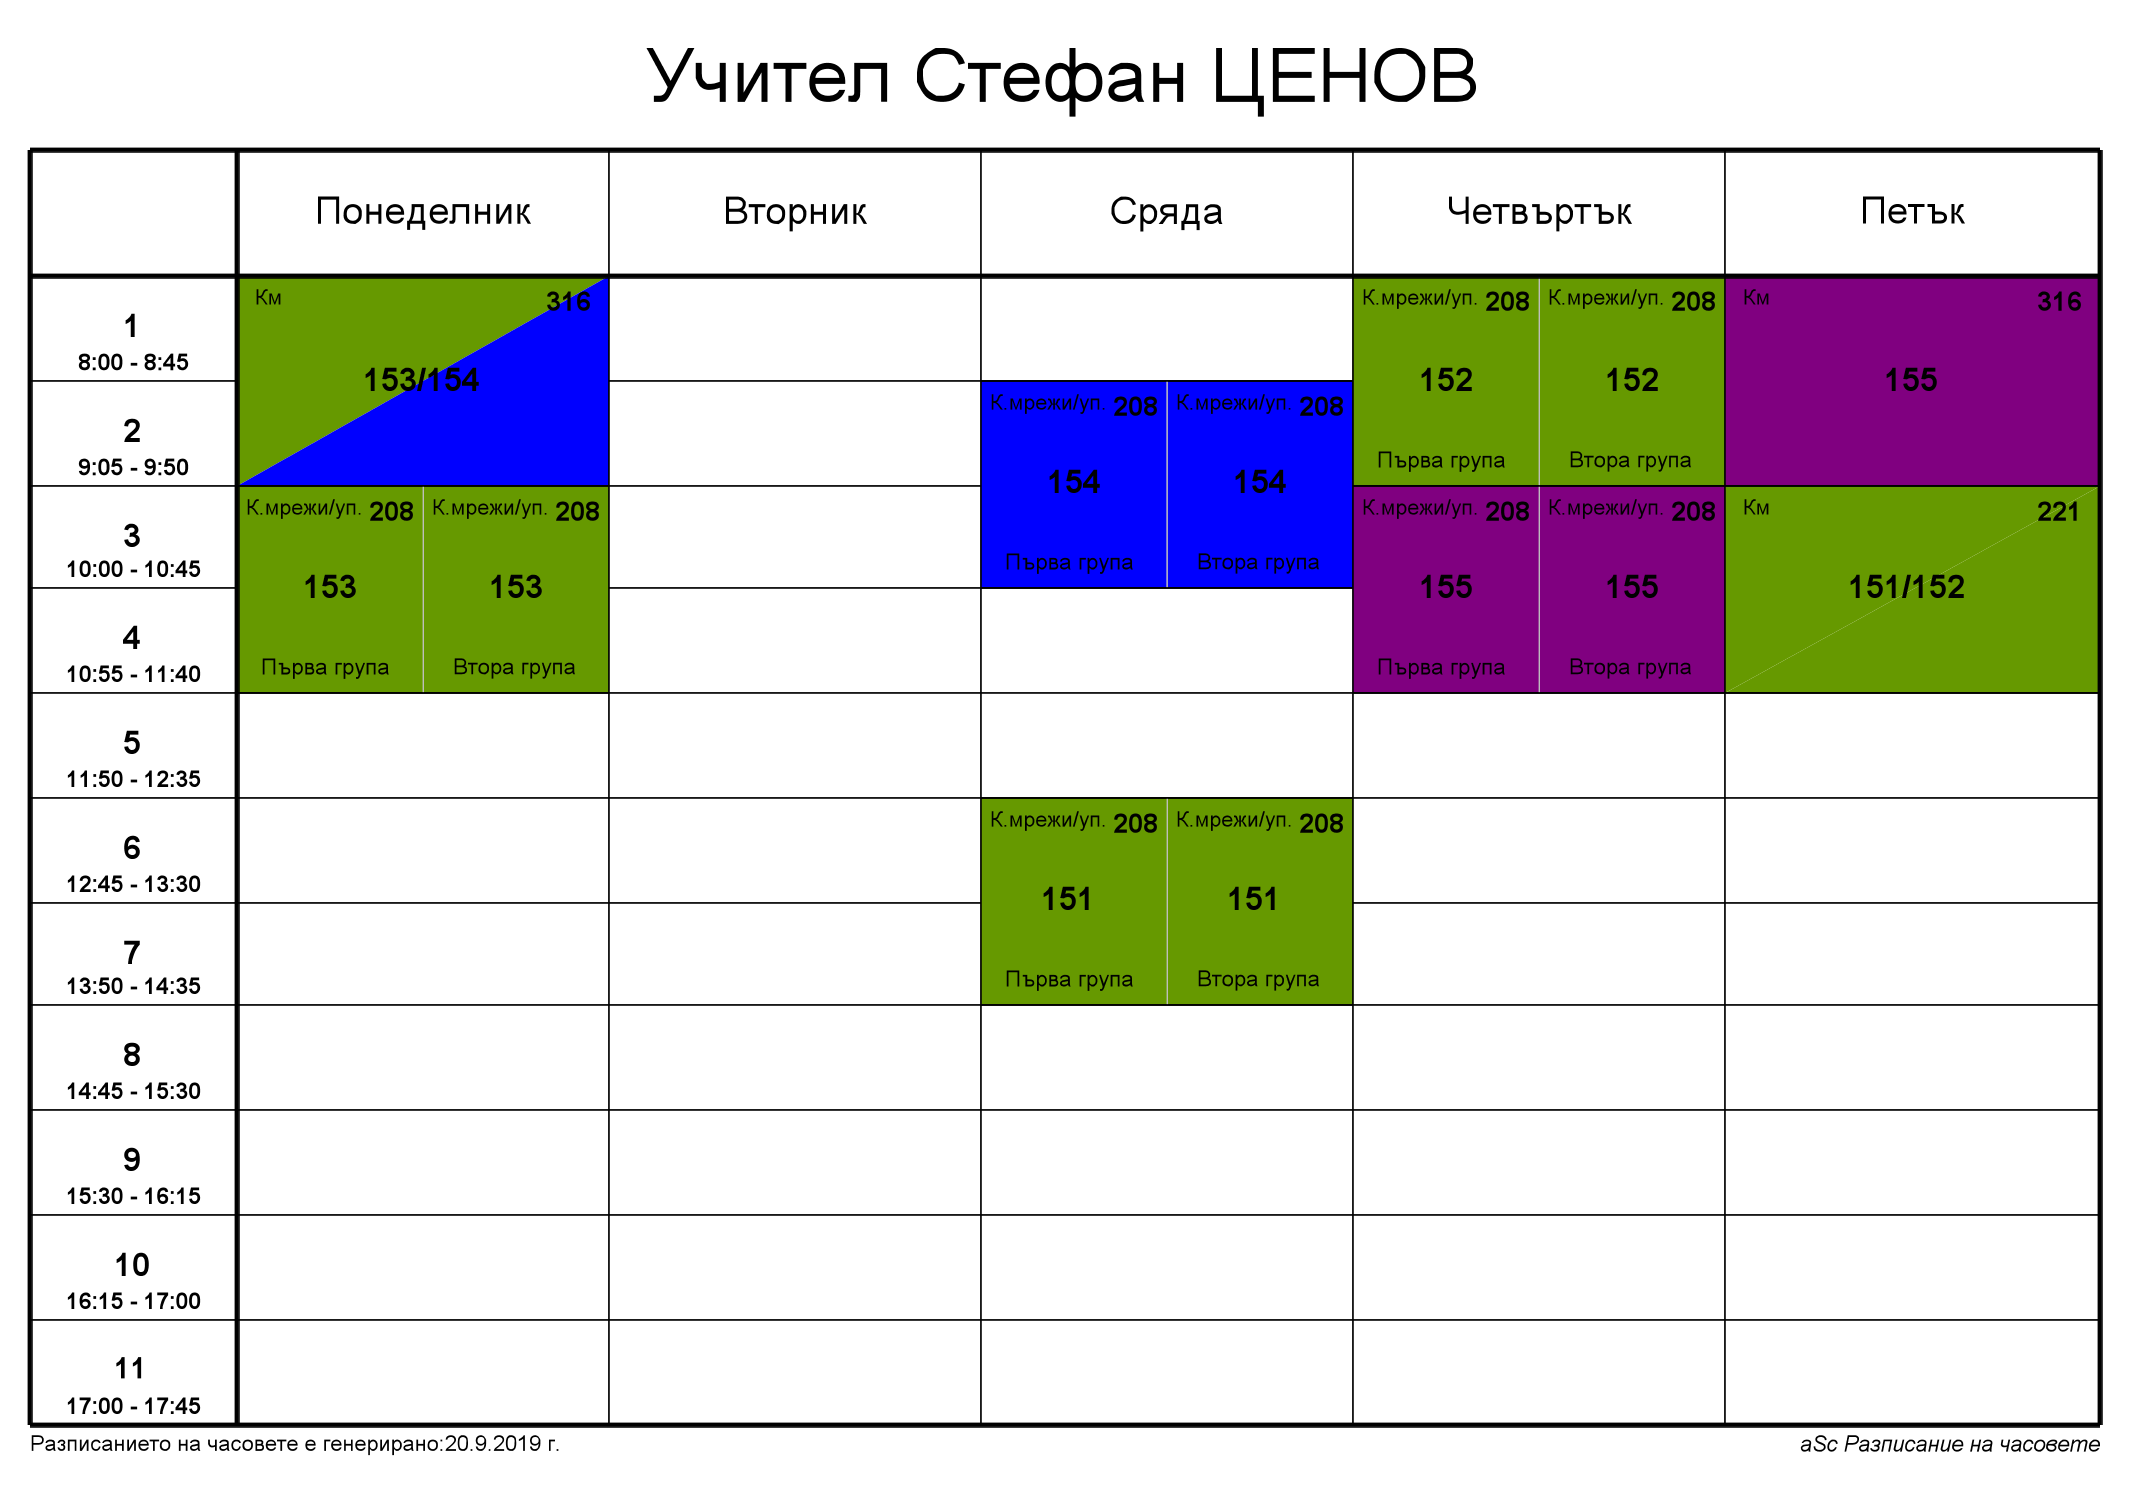 Учител Стефан ЦЕНОВ
Понеделник Вторник Сряда Четвъртък Петък
1
8:00 - 8:45
2
9:05 - 9:50
3
10:00 - 10:45
4
10:55 - 11:40
5
11:50 - 12:35
6
12:45 - 13:30
7
13:50 - 14:35
8
14:45 - 15:30
9
15:30 - 16:15
10
16:15 - 17:00
11
17:00 - 17:45
Км 316
153/154
К.мрежи/уп. 208
153
Първа група
К.мрежи/уп. 208
153
Втора група
К.мрежи/уп. 208
154
Първа група
К.мрежи/уп. 208
154
Втора група
К.мрежи/уп. 208
151
Първа група
К.мрежи/уп. 208
151
Втора група
К.мрежи/уп. 208
152
Първа група
К.мрежи/уп. 208
152
Втора група
К.мрежи/уп. 208
155
Първа група
К.мрежи/уп. 208
155
Втора група
Км 316
155
Км 221
151/152
Разписанието на часовете е генерирано:20.9.2019 г.
aSc Разписание на часовете